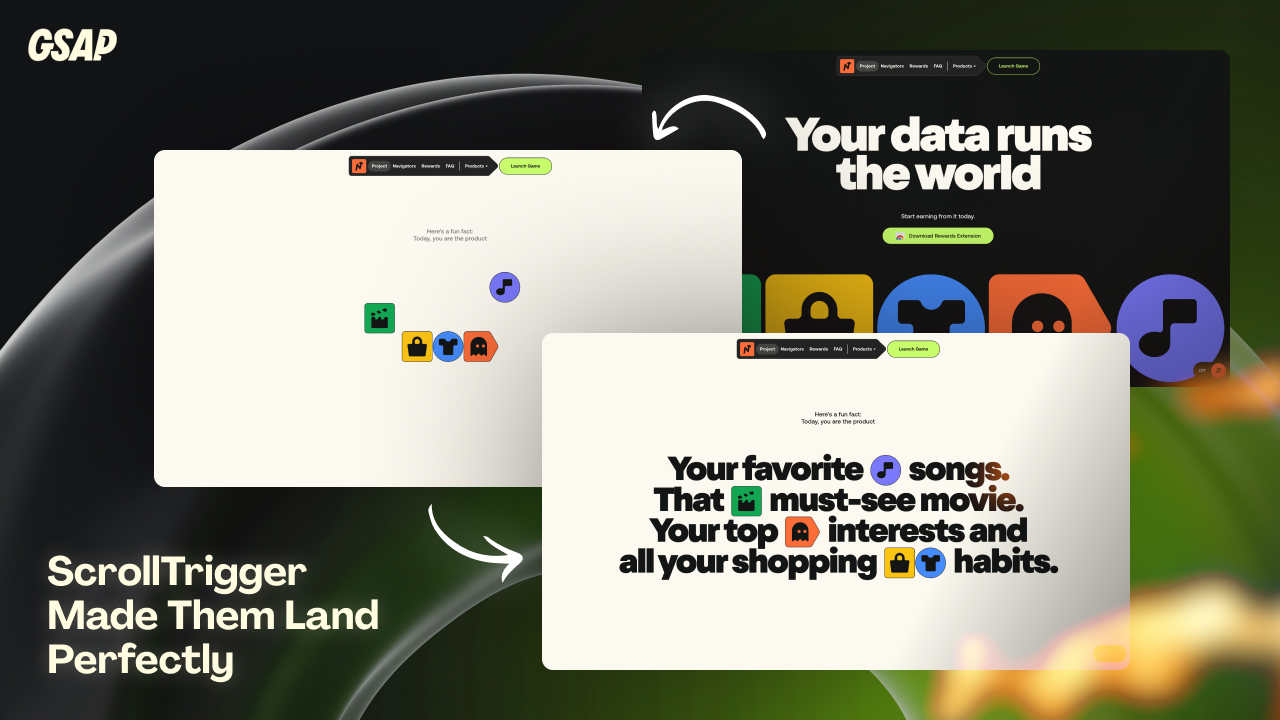 GSAP
Project Navigators Rewards FAQ Products + Launch Game
Your data runs
the world
Start earning from it today.
Download Rewards Extension
Project Navigators Rewards FAQ Products + Launch Game
Here's a fun fact:
Today, you are the product
Project Navigators Rewards FAQ Products + Launch Game
Here's a fun fact:
Today, you are the product
Your favorite songs.
That must-see movie.
Your top interests and
all your shopping habits.
ScrollTrigger
Made Them Land
Perfectly